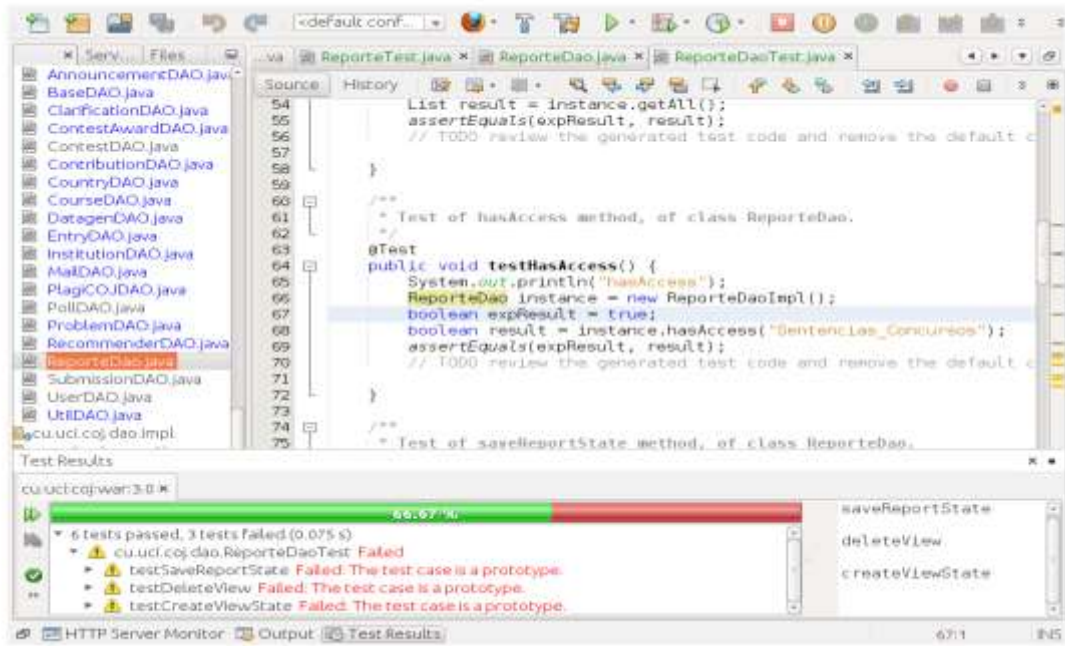 <default conf...
Serv... Files
...va ReporteTest.java × ReporteDao.java × ReporteDaoTest.java ×
Source History
AnnouncementDAO.java
BaseDAO.java
ClarificationDAO.java
ContestAwardDAO.java
ContestDAO.java
ContributionDAO.java
CountryDAO.java
CourseDAO.java
DatagenDAO.java
EntryDAO.java
InstitutionDAO.java
MailDAO.java
PlagiCOJDAO.java
PollDAO.java
ProblemDAO.java
RecommenderDAO.java
ReporteDao.java
SubmissionDAO.java
UserDAO.java
UtilDAO.java
cu.uci.coj.dao.impl
54 List result = instance.getAll();
55 assertEquals(expResult, result);
56 // TODO review the generated test code and remove the default c
57
58 }
59
60 /**
61 * Test of hasAccess method, of class ReporteDao.
62 */
63 @Test
64 public void testHasAccess() {
65 System.out.println("hasAccess");
66 ReporteDao instance = new ReporteDaoImpl();
67 boolean expResult = true;
68 boolean result = instance.hasAccess("Sentencias_Concursos");
69 assertEquals(expResult, result);
70 // TODO review the generated test code and remove the default c
71
72 }
73
74 /**
75 * Test of saveReportState method, of class ReporteDao.
Test Results
cu.uci.coj:war:3.0 ×
66.67 %
6 tests passed, 3 tests failed.(0.075 s)
cu.uci.coj.dao.ReporteDaoTest Failed
testSaveReportState Failed: The test case is a prototype.
testDeleteView Failed: The test case is a prototype.
testCreateViewState Failed: The test case is a prototype.
saveReportState
deleteView
createViewState
HTTP Server Monitor Output Test Results
67:1 INS